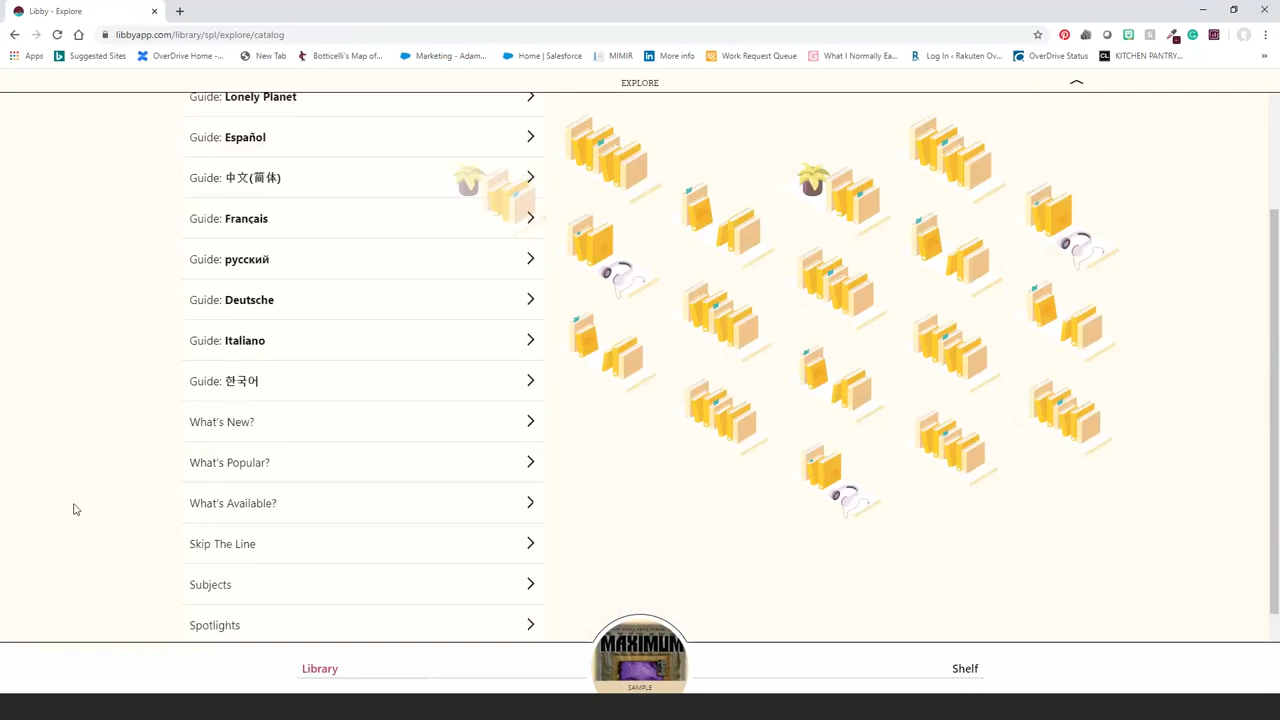 Libby - Explore
libbyapp.com/library/spl/explore/catalog
Apps Suggested Sites OverDrive Home -... New Tab Botticelli's Marketing of... Marketing - Adam... Home | Salesforce MIMIR More info Work Request Queue What I Normally Ea... Log In ‹ Rakuten Ov... OverDrive Status KITCHEN PANTRY... »
EXPLORE
Guide: Lonely Planet
Guide: Español
Guide: 中文(简体)
Guide: Français
Guide: русский
Guide: Deutsche
Guide: Italiano
Guide: 한국어
What's New?
What's Popular?
What's Available?
Skip The Line
Subjects
Spotlights
MAXIMUM
SAMPLE
Library
Shelf